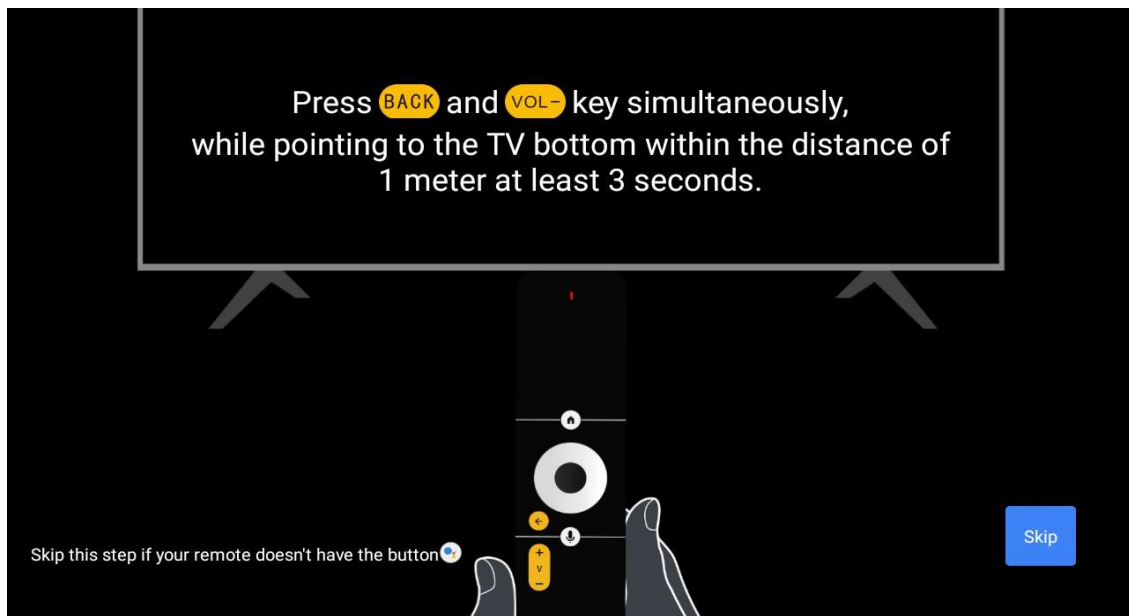 Press BACK and VOL- key simultaneously,
while pointing to the TV bottom within the distance of
1 meter at least 3 seconds.
+
v
-
Skip this step if your remote doesn't have the button
Skip